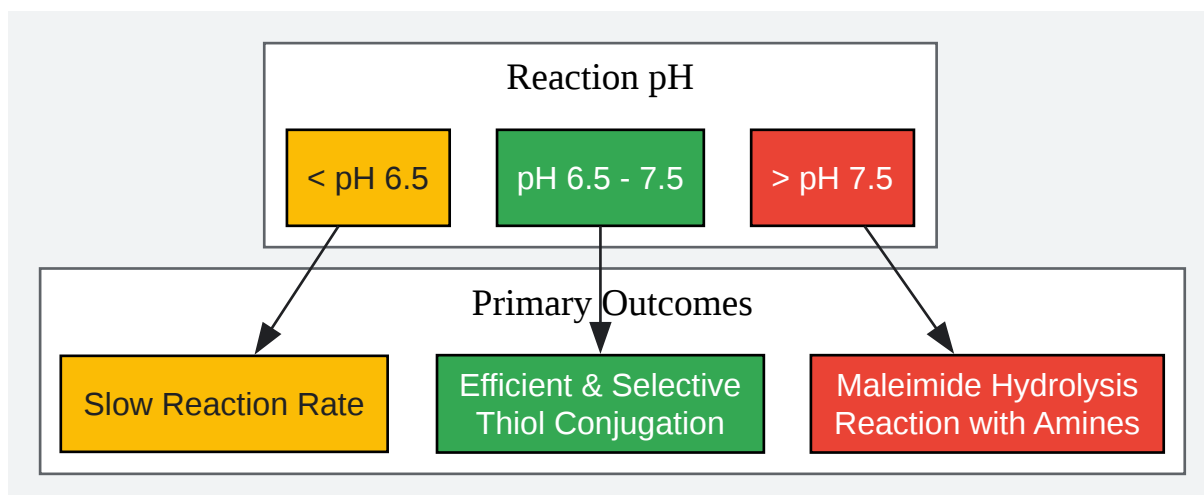 Reaction pH
< pH 6.5
pH 6.5 - 7.5
> pH 7.5
Primary Outcomes
Slow Reaction Rate
Efficient & Selective
Thiol Conjugation
Maleimide Hydrolysis
Reaction with Amines